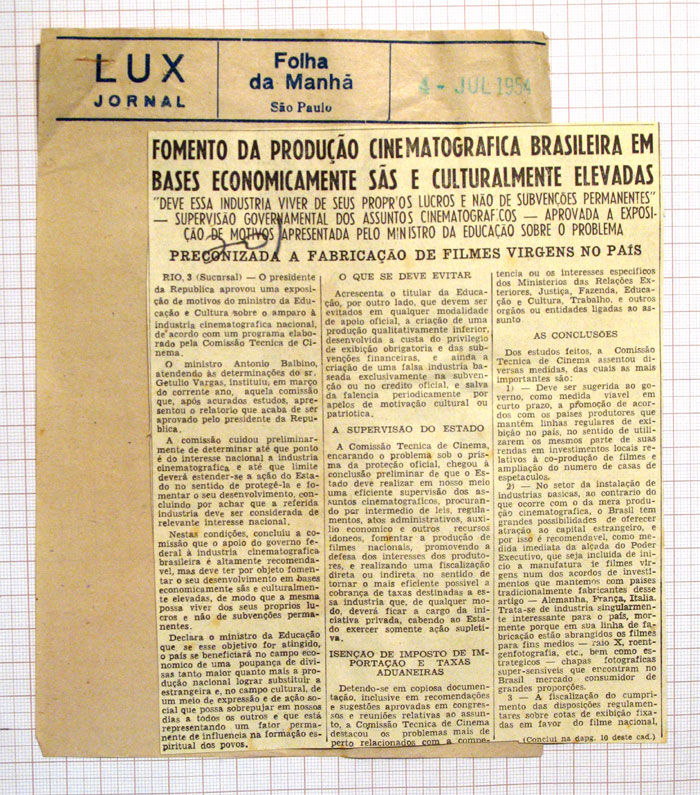 LUX
JORNAL
Folha
da Manhã
São Paulo
4 - JUL 1954
FOMENTO DA PRODUÇÃO CINEMATOGRAFICA BRASILEIRA EM
BASES ECONOMICAMENTE SÃS E CULTURALMENTE ELEVADAS
"DEVE ESSA INDUSTRIA VIVER DE SEUS PROPR'OS LUCROS E NÃO DE SUBVENÇÕES PERMANENTES"
— SUPERVISÃO GOVERNAMENTAL DOS ASSUNTOS CINEMATOGRAFICOS — APROVADA A EXPOSI-
ÇÃO DE MOTIVOS APRESENTADA PELO MINISTRO DA EDUCAÇÃO SOBRE O PROBLEMA
PRECONIZADA A FABRICAÇÃO DE FILMES VIRGENS NO PAÍS
RIO, 3 (Sucursal) — O presidente
da Republica aprovou uma exposi-
ção de motivos do ministro da Edu-
cação e Cultura sobre o amparo à
industria cinematografica nacional,
de acordo com um programa elabo-
rado pela Comissão Tecnica de Ci-
nema.
O ministro Antonio Balbino,
atendendo às determinações do sr.
Getulio Vargas, instituiu, em março
do corrente ano, aquela comissão
que, após acurados estudos, apre-
sentou o relatorio que acaba de ser
aprovado pelo presidente da Repu-
blica.
A comissão cuidou preliminar-
mente de determinar até que ponto
é do interesse nacional a industria
cinematografica e até que limite
deverá estender-se a ação do Esta-
do no sentido de protegê-la e fo-
mentar o seu desenvolvimento, con-
cluindo por achar que a referida
industria deve ser considerada de
relevante interesse nacional.
Nestas condições, concluiu a co-
missão que o apoio do governo fe-
deral à industria cinematografica
brasileira é altamente recomenda-
vel, mas deve ter por objeto fomen-
tar o seu desenvolvimento em bases
economicamente sãs e culturalmen-
te elevadas, de modo que a mesma
possa viver dos seus proprios lu-
cros e não de subvenções perma-
nentes.
Declara o ministro da Educação
que se esse objetivo for atingido,
o país se beneficiará no campo eco-
nomico de uma poupança de divi-
sas tanto maior quanto mais a pro-
dução nacional lograr substituir a
estrangeira e, no campo cultural, de
um meio de expressão e de ação so-
cial que possa sobrepujar em nossos
dias a todos os outros e que está
representando um fator perma-
nente de influencia na formação es-
piritual dos povos.
O QUE SE DEVE EVITAR
Acrescenta o titular da Educa-
ção, por outro lado, que devem ser
evitados em qualquer modalidade
de apoio oficial, a criação de uma
produção qualitativamente inferior,
desenvolvida a custa do privilegio
de exibição obrigatoria e das sub-
venções financeiras, e ainda a
criação de uma falsa industria ba-
seada exclusivamente na subven-
ção ou no credito oficial, e salva
da falencia periodicamente por
apelos de motivação cultural ou
patriótica.
A SUPERVISÃO DO ESTADO
A Comissão Tecnica de Cinema,
encarando o problema sob o pris-
ma da proteção oficial, chegou à
conclusão preliminar de que o Es-
tado deve realizar em nosso meio
uma eficiente supervisão dos as-
suntos cinematográficos, procuran-
do por intermedio de leis, regula-
mentos, atos administrativos, auxi-
lio economico e outros recursos
idoneos, fomentar a produção de
filmes nacionais, promovendo a
defesa dos interesses dos produto-
res, e realizando uma fiscalização
direta ou indireta no sentido de
tornar o mais eficiente possivel a
cobrança de taxas destinadas a es-
sa industria que, de qualquer mo-
do, deverá ficar a cargo da ini-
ciativa privada, cabendo ao Esta-
do exercer somente ação supleti-
va.
ISENÇÃO DE IMPOSTO DE IM-
PORTAÇÃO E TAXAS
ADUANEIRAS
Detendo-se em copiosa documen-
tação, inclusive em recomendações
e sugestões aprovadas em congres-
sos e reuniões relativas ao assun-
to, a Comissão Tecnica de Cinema
destacou os problemas mais de
perto relacionados com a compe-
tencia ou os interesses especificos
dos Ministerios das Relações Ex-
teriores, Justiça, Fazenda, Educa-
ção e Cultura, Trabalho, e outros
orgãos ou entidades ligadas ao as-
sunto
AS CONCLUSÕES
Dos estudos feitos, a Comissão
Tecnica de Cinema assentou di-
versas medidas, das cuais as mais
importantes são:
1) — Deve ser sugerida ao go-
verno, como medida viavel em
curto prazo, a promoção de acor-
dos com os países produtores que
mantêm linhas regulares de exi-
bição no país, no sentido de utili-
zarem os mesmos parte de suas
rendas em investimentos locais re-
lativos à co-produção de filmes e
ampliação do numero de casas de
espetaculos.
2) — No setor da instalação de
industrias basicas, ao contrario do
que ocorre com o da mera produ-
ção cinematografica, o Brasil tem
grandes possibilidades de oferecer
atração ao capital estrangeiro, e
por isso é recomendavel, como me-
dida imediata da alçada do Poder
Executivo, que seja incluida de iní-
cio a manufatura de filmes vir-
gens num dos acordos de investi-
mentos que mantemos com paises
tradicionalmente fabricantes desse
artigo — Alemanha, França, Italia.
Trata-se de industria singularmen-
te interessante para o país, mor-
mente porque em sua linha de fa-
bricação estão abrangidos os filmes
para fins medios — raio X, roent-
genfotografia, etc., bem como es-
trategicos — chapas fotograficas
super-sensiveis que encontram no
Brasil mercado consumidor de
grandes proporções.
3 — A fiscalização do cumpri-
mento das disposições regulamen-
tares sobre cotas de exibição fixa-
das em favor do filme nacional,
(Conclui na dapg. 10 deste cad.)